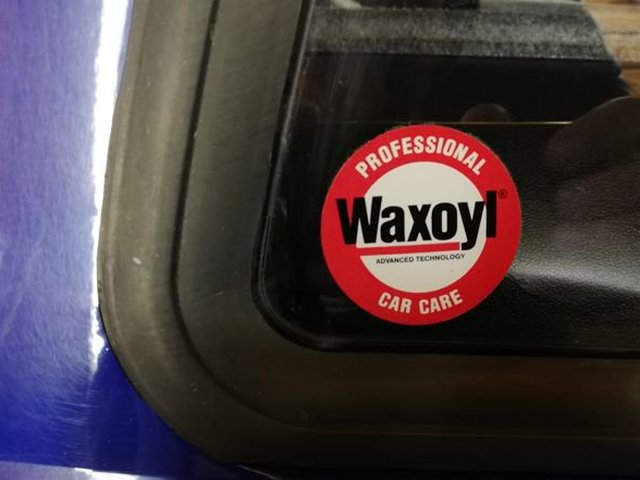 PROFESSIONAL
Waxoyl®
ADVANCED TECHNOLOGY
CAR CARE